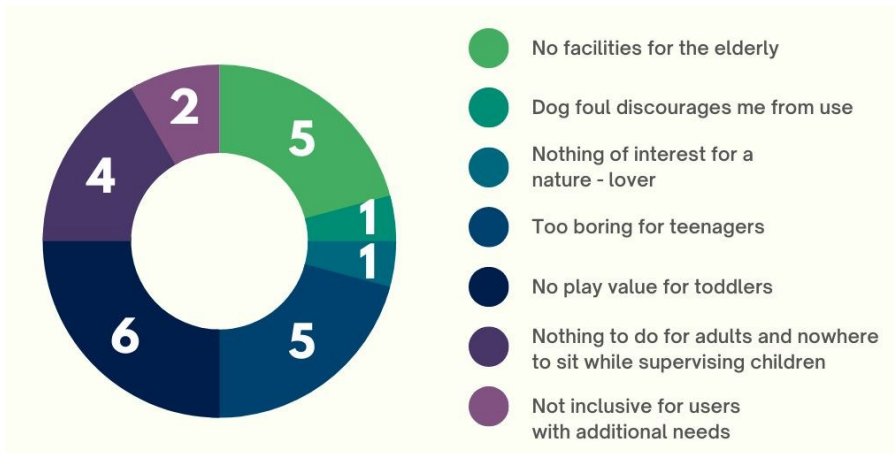 5
1
1
5
6
4
2
No facilities for the elderly
Dog foul discourages me from use
Nothing of interest for a
nature - lover
Too boring for teenagers
No play value for toddlers
Nothing to do for adults and nowhere
to sit while supervising children
Not inclusive for users
with additional needs